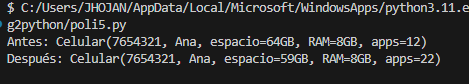 $ C:/Users/JHOJAN/AppData/Local/Microsoft/WindowsApps/python3.11.e
g2python/poli5.py
Antes: Celular(7654321, Ana, espacio=64GB, RAM=8GB, apps=12)
Después: Celular(7654321, Ana, espacio=59GB, RAM=8GB, apps=22)